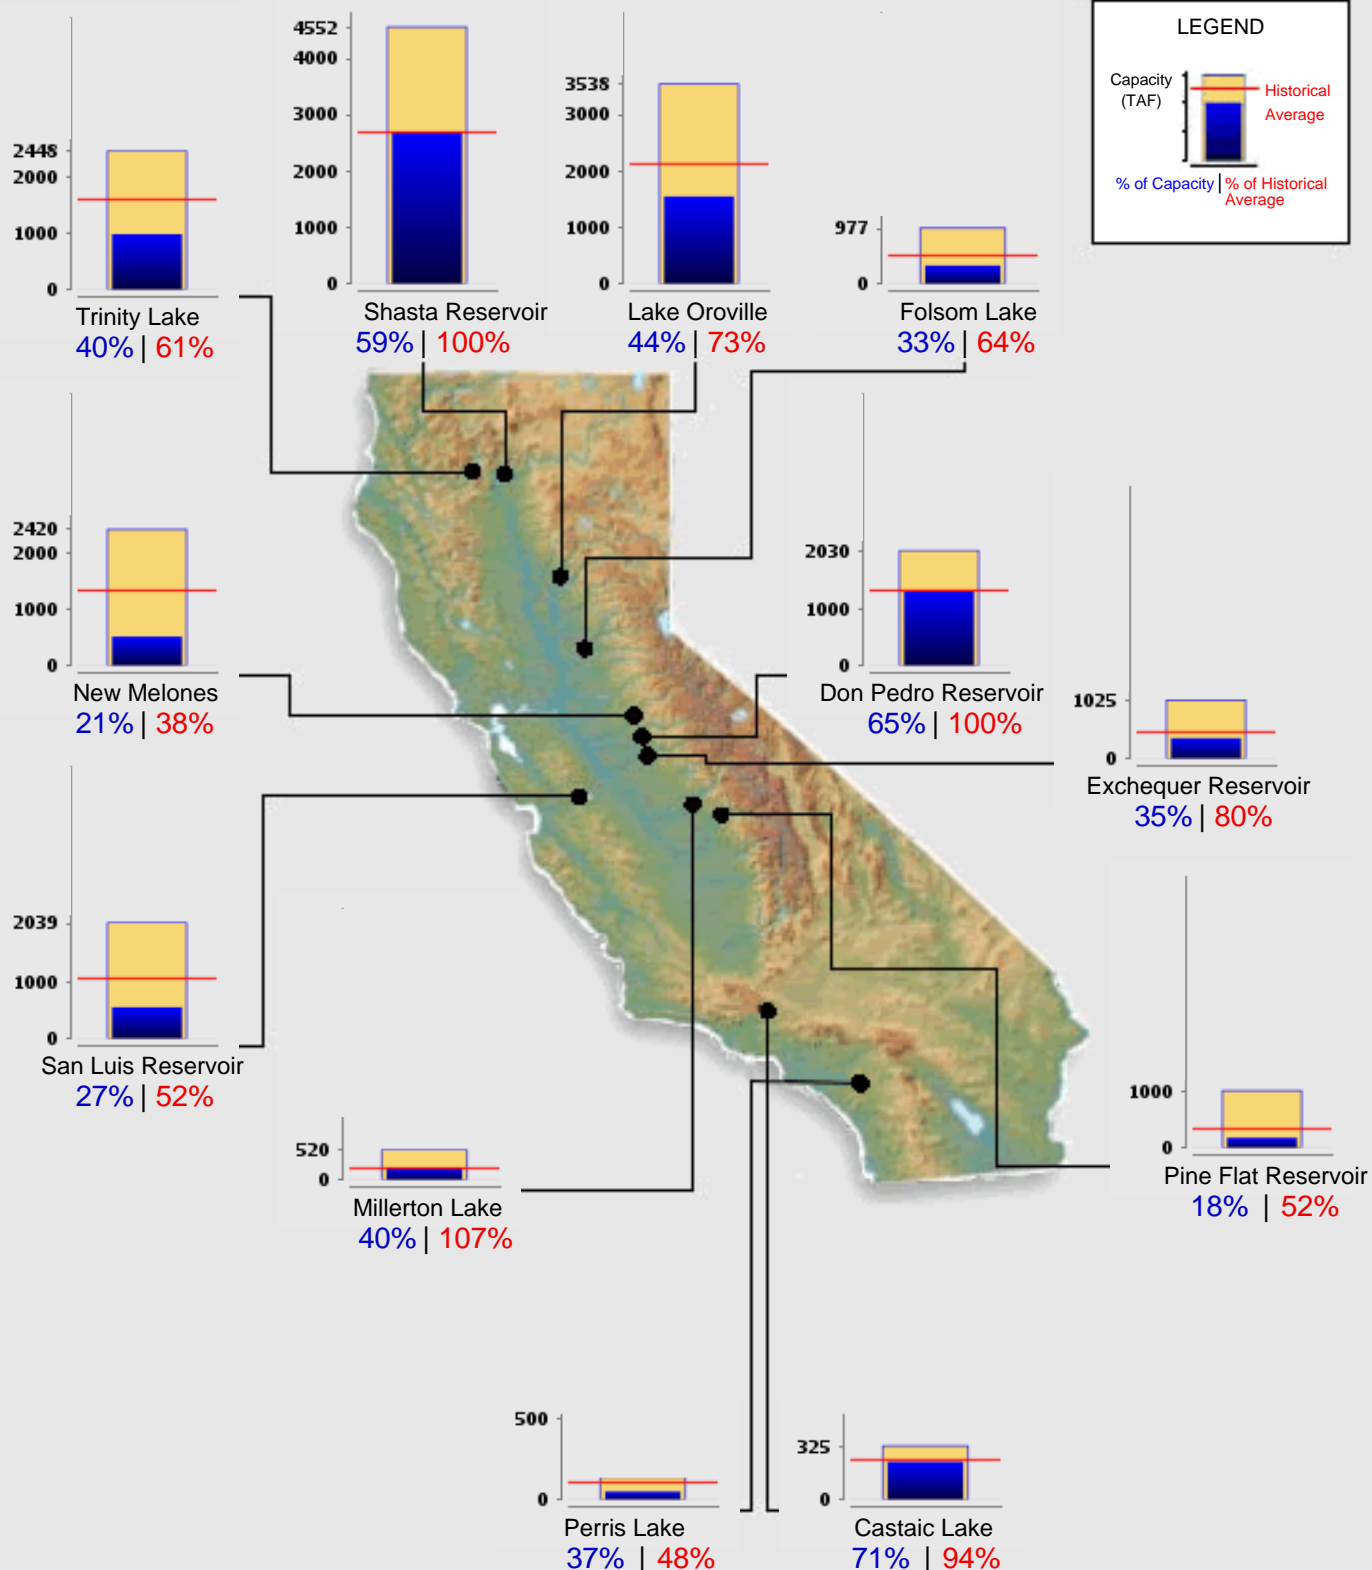 4552
4000
3000
2000
1000
0
Shasta Reservoir
59% | 100%
3538
3000
2000
1000
0
Lake Oroville
44% | 73%
977
0
Folsom Lake
33% | 64%
LEGEND
Capacity
(TAF)
Historical
Average
% of Capacity | % of Historical
Average
2448
2000
1000
0
Trinity Lake
40% | 61%
2420
2000
1000
0
New Melones
21% | 38%
2030
1000
0
Don Pedro Reservoir
65% | 100%
1025
0
Exchequer Reservoir
35% | 80%
2039
1000
0
San Luis Reservoir
27% | 52%
520
0
Millerton Lake
40% | 107%
1000
0
Pine Flat Reservoir
18% | 52%
500
0
Perris Lake
37% | 48%
325
0
Castaic Lake
71% | 94%